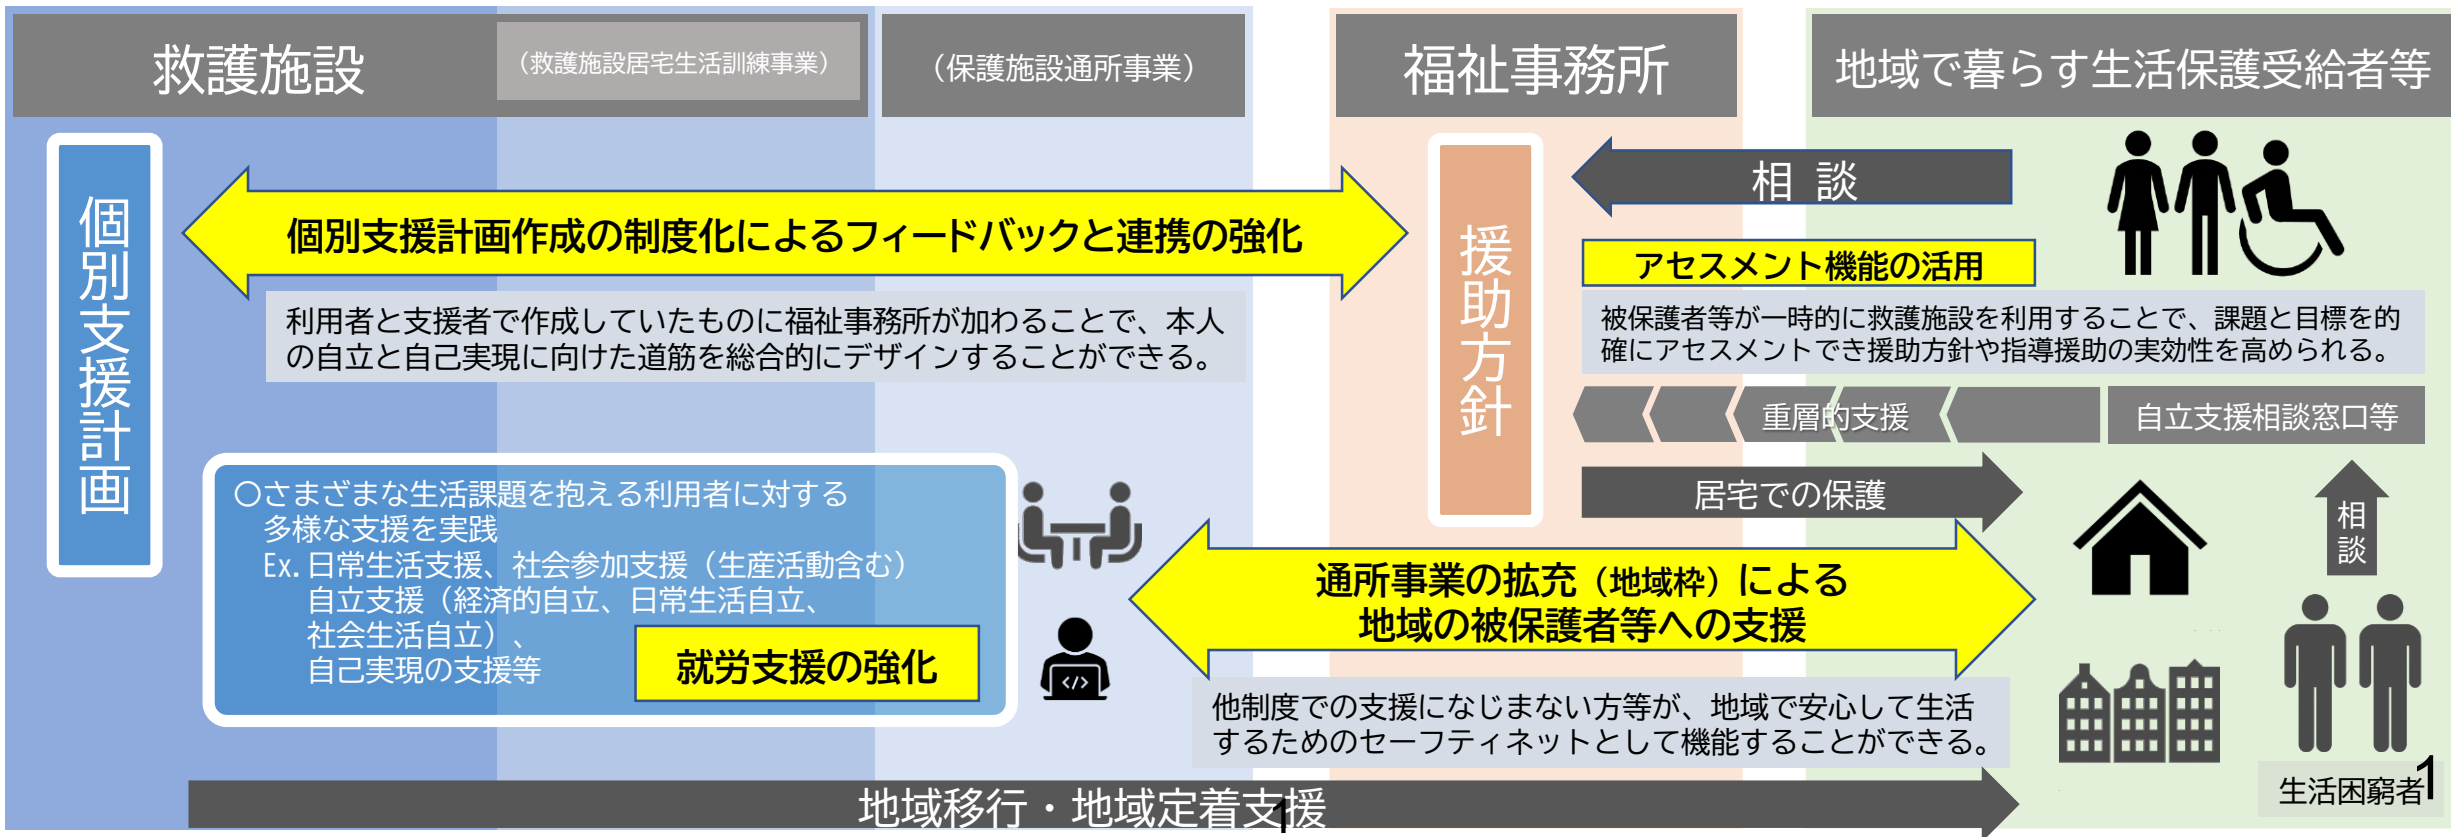 救護施設
（救護施設居宅生活訓練事業）
（保護施設通所事業）
福祉事務所
地域で暮らす生活保護受給者等
個別支援計画
個別支援計画作成の制度化によるフィードバックと連携の強化
利用者と支援者で作成していたものに福祉事務所が加わることで、本人
の自立と自己実現に向けた道筋を総合的にデザインすることができる。
援助方針
相 談
アセスメント機能の活用
被保護者等が一時的に救護施設を利用することで、課題と目標を的
確にアセスメントでき援助方針や指導援助の実効性を高められる。
重層的支援
自立支援相談窓口等
居宅での保護
相談
〇さまざまな生活課題を抱える利用者に対する
多様な支援を実践
Ex.日常生活支援、社会参加支援（生産活動含む）
自立支援（経済的自立、日常生活自立、
社会生活自立）、
自己実現の支援等
就労支援の強化
</>
通所事業の拡充（地域枠）による
地域の被保護者等への支援
他制度での支援になじまない方等が、地域で安心して生活
するためのセーフティネットとして機能することができる。
生活困窮者
1
地域移行・地域定着支援
1